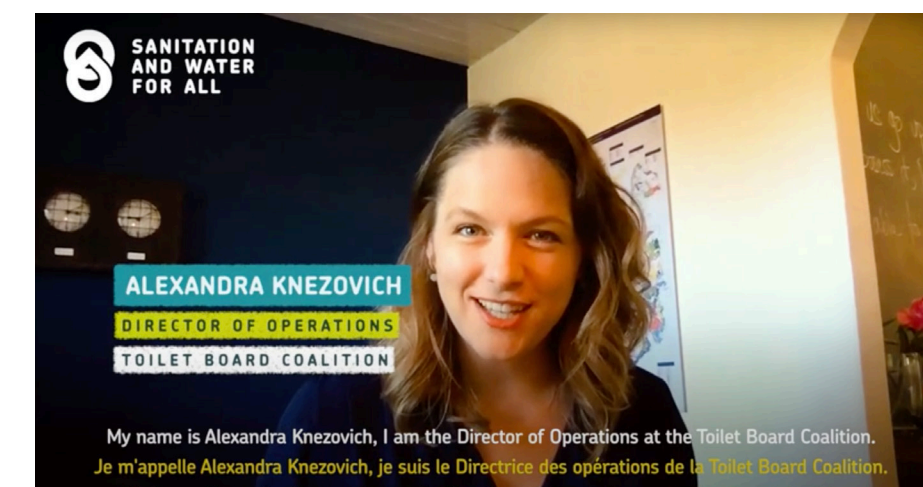 SANITATION
AND WATER
FOR ALL
ALEXANDRA KNEZOVICH
DIRECTOR OF OPERATIONS
TOILET BOARD COALITION
My name is Alexandra Knezovich, I am the Director of Operations at the Toilet Board Coalition.
Je m'appelle Alexandra Knezovich, je suis le Directrice des opérations de la Toilet Board Coalition.